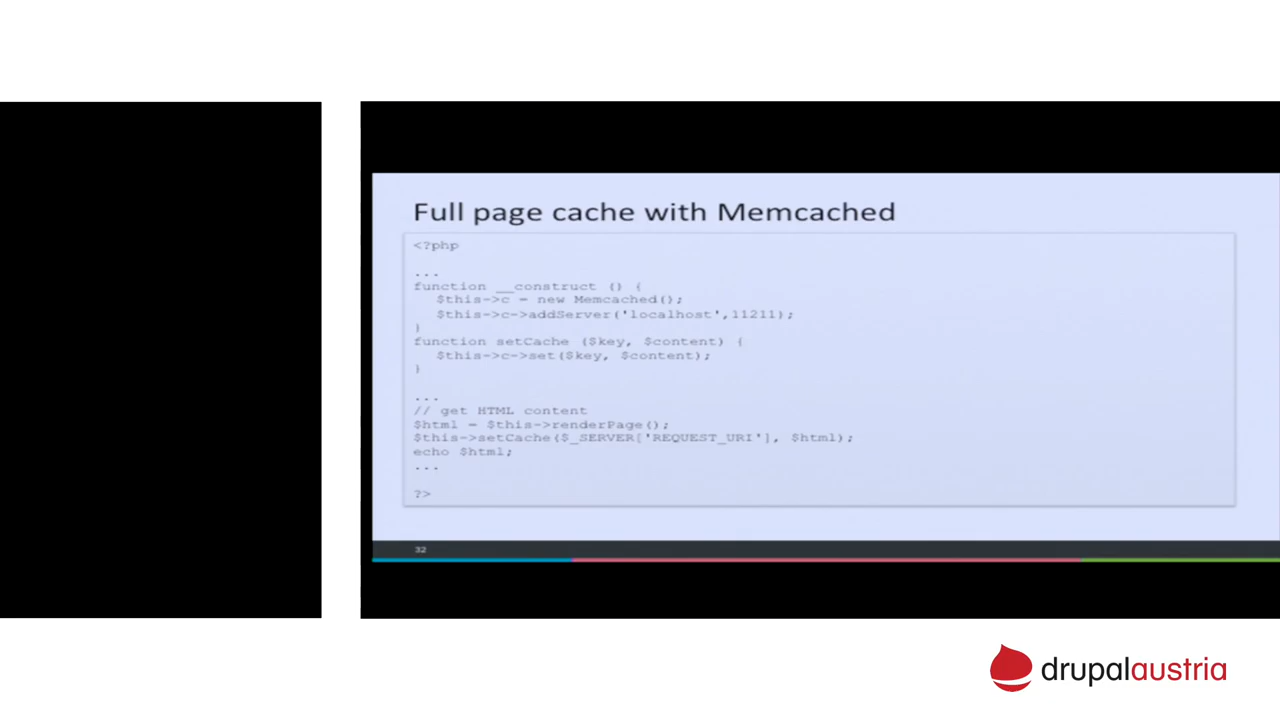 Full page cache with Memcached
<?php
...
function __construct () {
$this->c = new Memcached();
$this->c->addServer('localhost',11211);
}
function setCache ($key, $content) {
$this->c->set($key, $content);
}
...
// get HTML content
$html = $this->renderPage();
$this->setCache($_SERVER['REQUEST_URI'], $html);
echo $html;
...
?>
32
drupalaustria